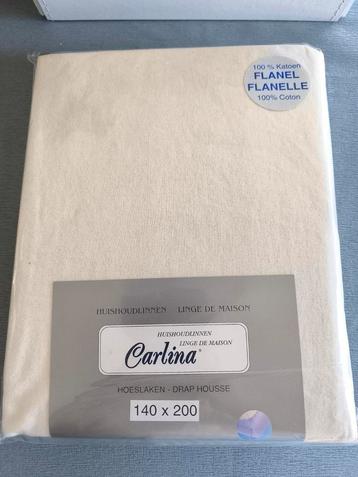 100 % Katoen
FLANEL
FLANELLE
100% Coton
HUISHOUDLINNEN LINGE DE MAISON
HUISHOUDLINNEN
LINGE DE MAISON
Carlina®
HOESLAKEN - DRAP HOUSSE
140 x 200